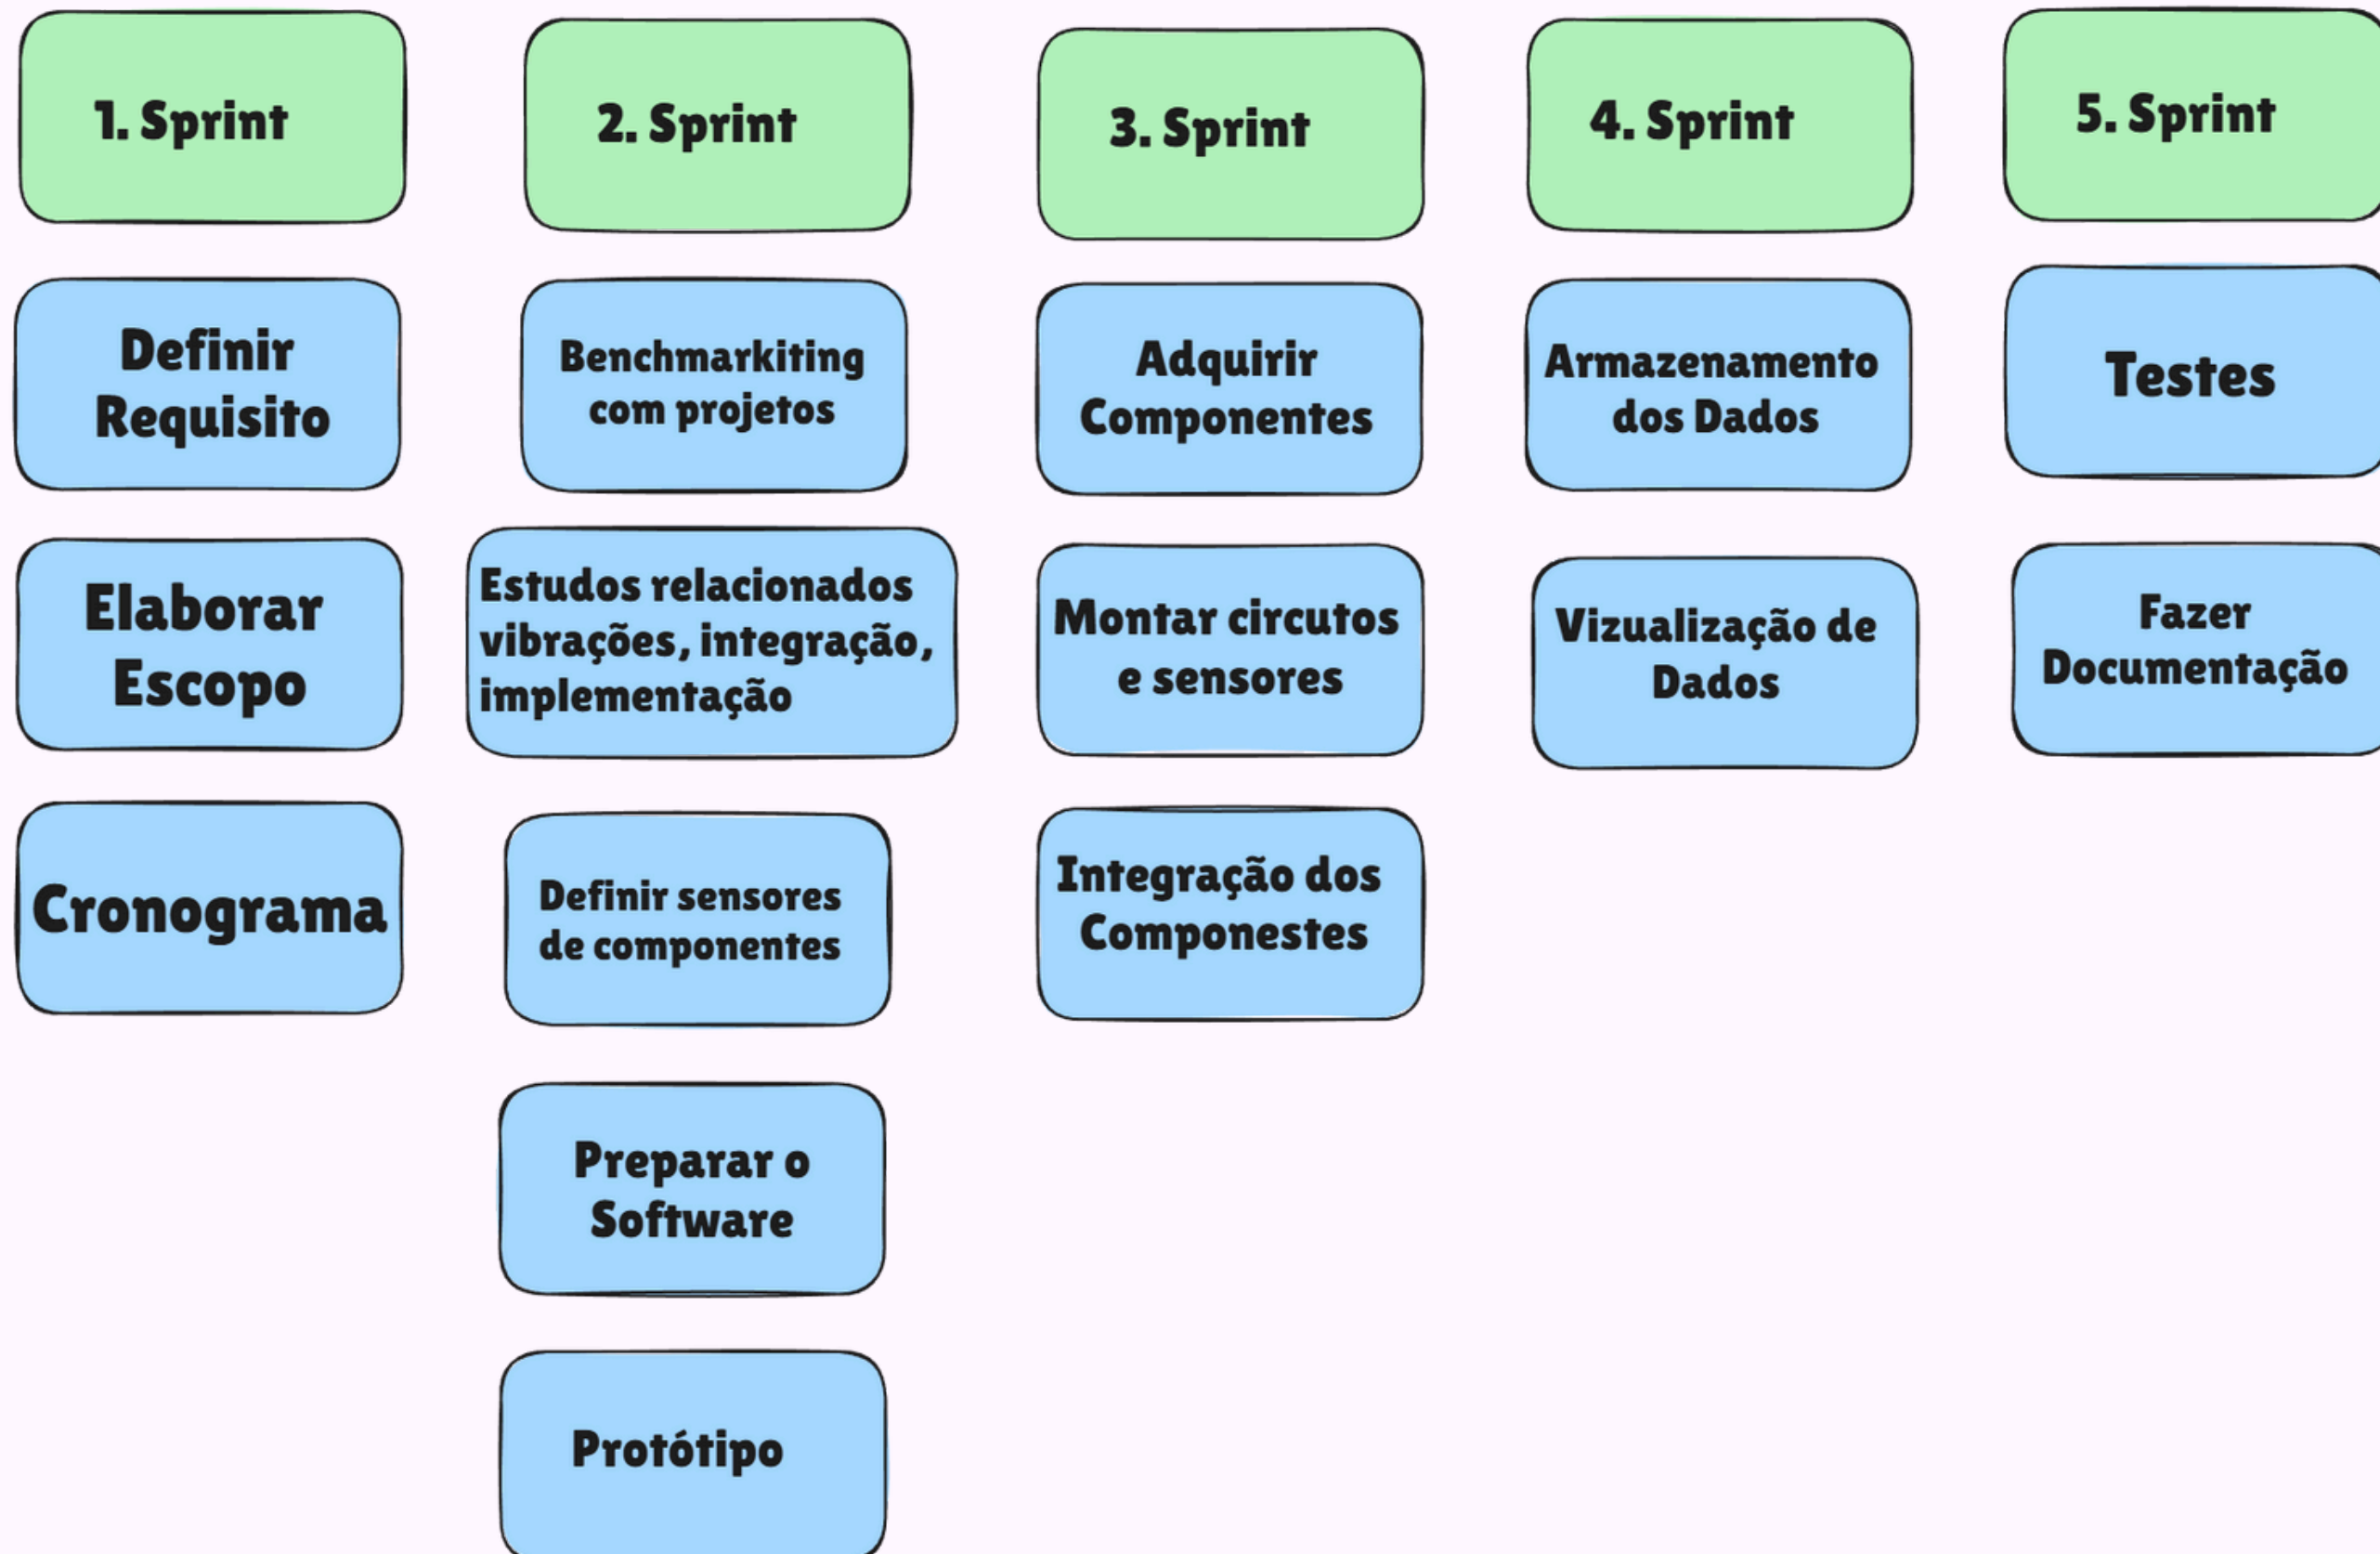 1. Sprint
Definir
Requisito
Elaborar
Escopo
Cronograma
2. Sprint
Benchmarkiting
com projetos
Estudos relacionados
vibrações, integração,
implementação
Definir sensores
de componentes
Preparar o
Software
Protótipo
3. Sprint
Adquirir
Componentes
Montar circutos
e sensores
Integração dos
Componestes
4. Sprint
Armazenamento
dos Dados
Vizualização de
Dados
5. Sprint
Testes
Fazer
Documentação